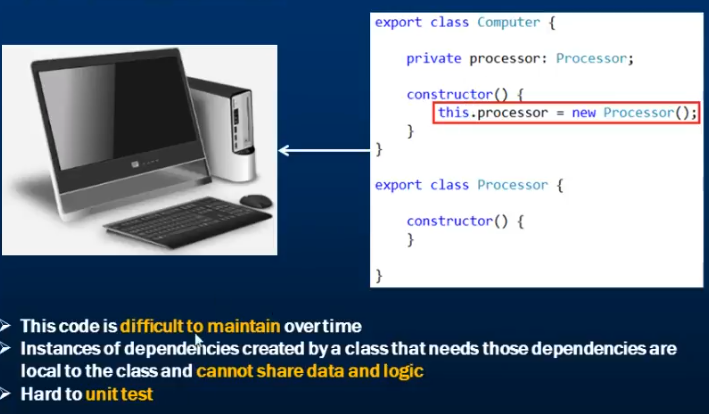 export class Computer {
private processor: Processor;
constructor() {
this.processor = new Processor();
}
}
export class Processor {
constructor() {
}
}
This code is difficult to maintain over time
Instances of dependencies created by a class that needs those dependencies are
local to the class and cannot share data and logic
Hard to unit test